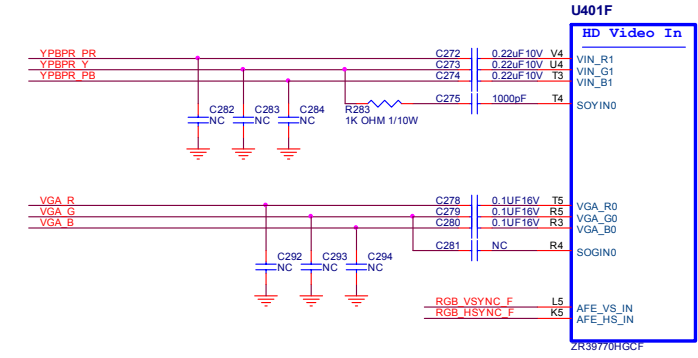 U401F
HD Video In
YPBPR_PR C272 0.22uF10V V4 VIN_R1
YPBPR_Y C273 0.22uF10V U4 VIN_G1
YPBPR_PB C274 0.22uF10V T3 VIN_B1
C275 1000pF T4 SOYIN0
C282 C283 C284 R283
NC NC NC 1K OHM 1/10W
VGA_R C278 0.1UF16V T5 VGA_R0
VGA_G C279 0.1UF16V R5 VGA_G0
VGA_B C280 0.1UF16V R3 VGA_B0
C281 NC R4 SOGIN0
C292 C293 C294
NC NC NC
RGB_VSYNC_F L5 AFE_VS_IN
RGB_HSYNC_F K5 AFE_HS_IN
ZR39770HGCF